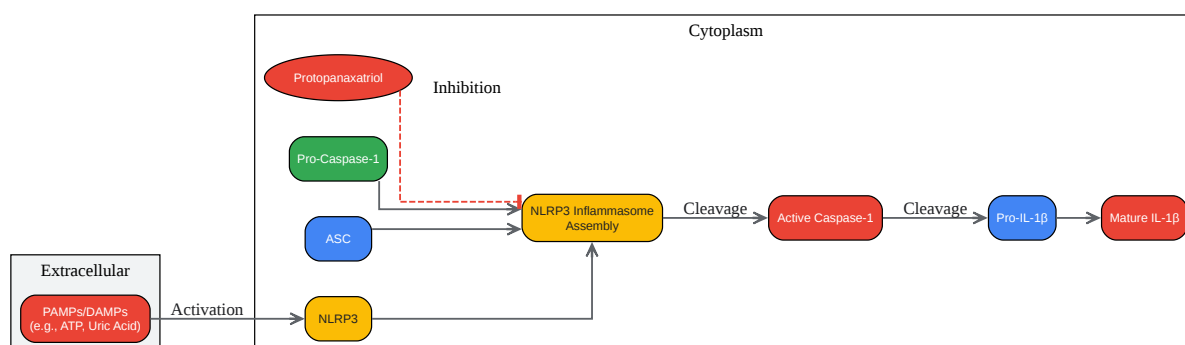 Cytoplasm
Protopanaxatriol
Inhibition
Pro-Caspase-1
NLRP3 Inflammasome
Assembly
Cleavage
Active Caspase-1
Cleavage
Pro-IL-1β
Mature IL-1β
ASC
Extracellular
PAMPs/DAMPs
(e.g., ATP, Uric Acid)
Activation
NLRP3